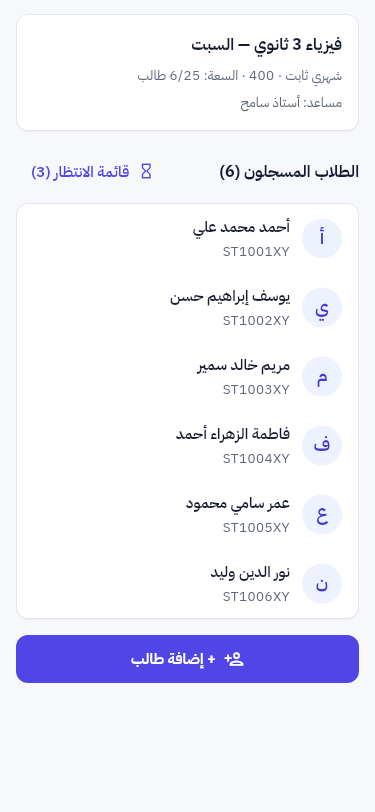 فيزياء 3 ثانوي — السبت
شهري ثابت · 400 · السعة: 6/25 طالب
مساعد: أستاذ سامح
الطلاب المسجلون (6)
قائمة الانتظار (3)
أ
أحمد محمد علي
ST1001XY
ي
يوسف إبراهيم حسن
ST1002XY
م
مريم خالد سمير
ST1003XY
ف
فاطمة الزهراء أحمد
ST1004XY
ع
عمر سامي محمود
ST1005XY
ن
نور الدين وليد
ST1006XY
+ إضافة طالب